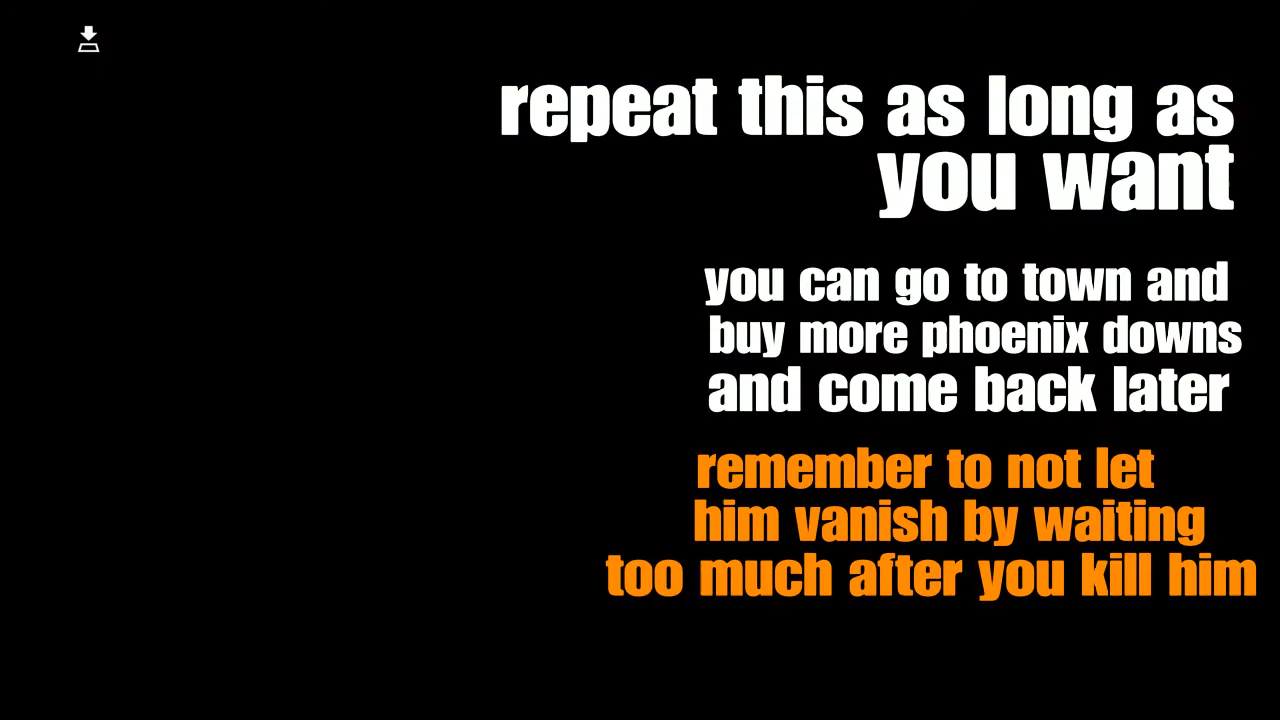 repeat this as long as
you want
you can go to town and
buy more phoenix downs
and come back later
remember to not let
him vanish by waiting
too much after you kill him